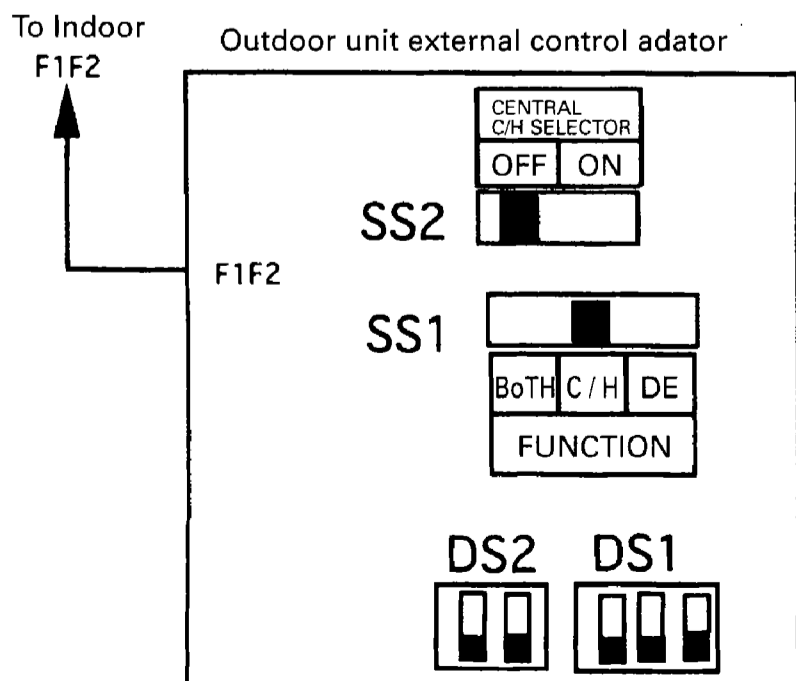 To Indoor
F1F2
Outdoor unit external control adator
CENTRAL
C/H SELECTOR
OFF ON
SS2
F1F2
SS1
BoTH C/H DE
FUNCTION
DS2 DS1